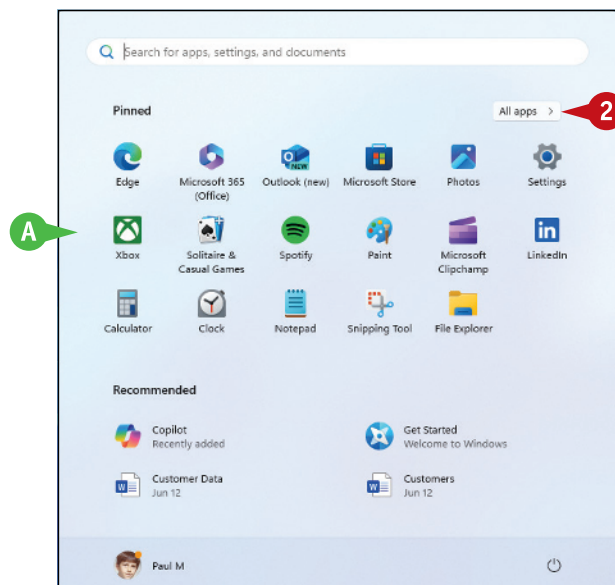 Search for apps, settings, and documents
Pinned
All apps >
2
Edge
Microsoft 365
(Office)
NEW
Outlook (new)
Microsoft Store
Photos
Settings
A
Xbox
Solitaire &
Casual Games
Spotify
Paint
Microsoft
Clipchamp
in
LinkedIn
Calculator
Clock
Notepad
Snipping Tool
File Explorer
Recommended
Copilot
Recently added
Get Started
Welcome to Windows
W
Customer Data
Jun 12
W
Customers
Jun 12
Paul M